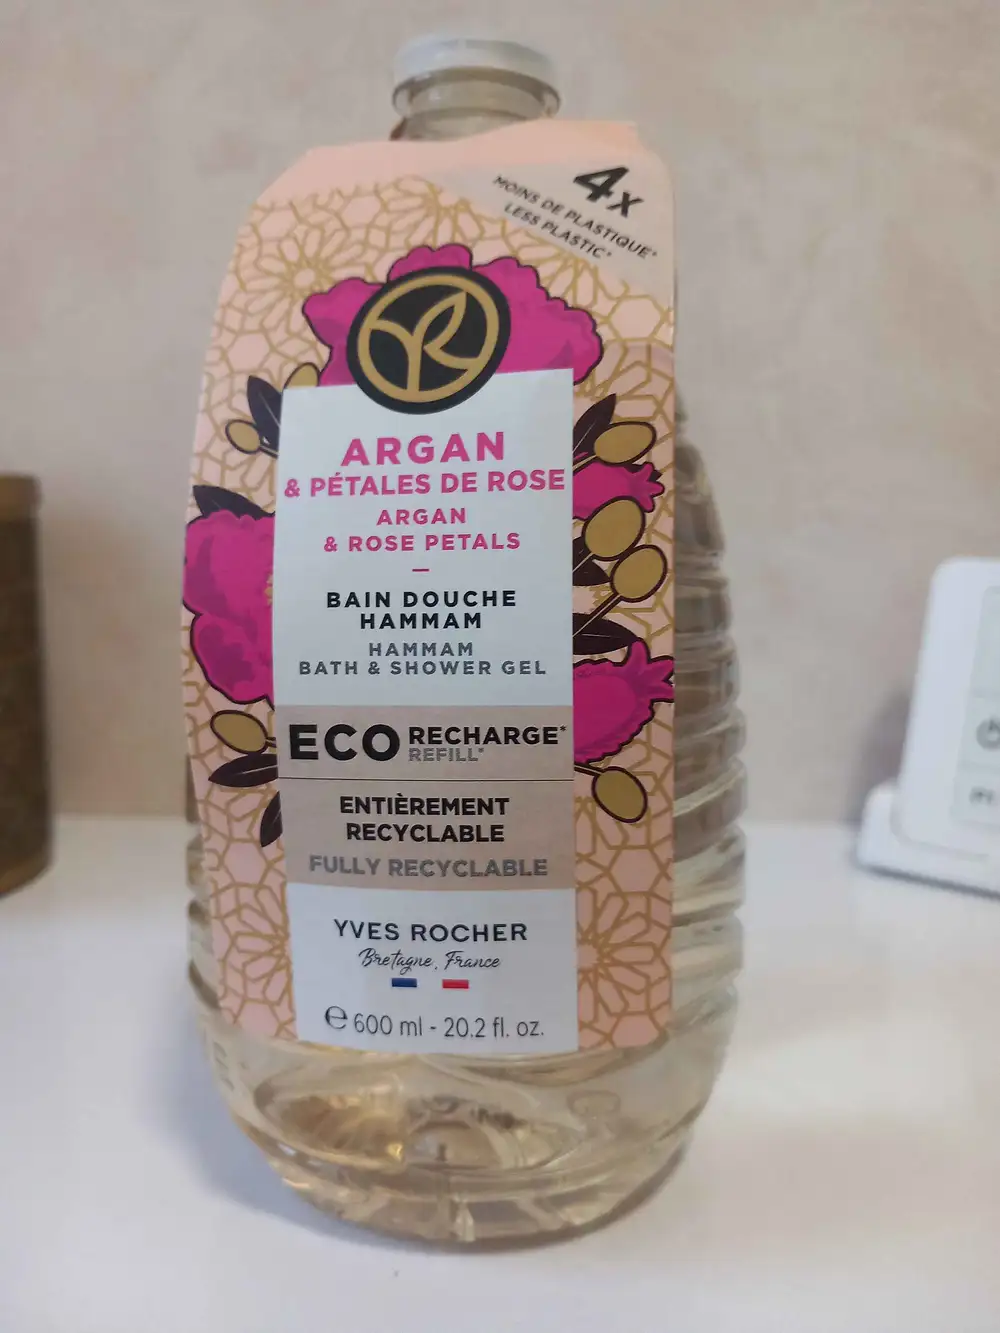 4x
MOINS DE PLASTIQUE*
LESS PLASTIC*
ARGAN
& PÉTALES DE ROSE
ARGAN
& ROSE PETALS
BAIN DOUCHE
HAMMAM
HAMMAM
BATH & SHOWER GEL
ECO RECHARGE*
REFILL*
ENTIÈREMENT
RECYCLABLE
FULLY RECYCLABLE
YVES ROCHER
Bretagne, France
℮ 600 ml - 20.2 fl. oz.